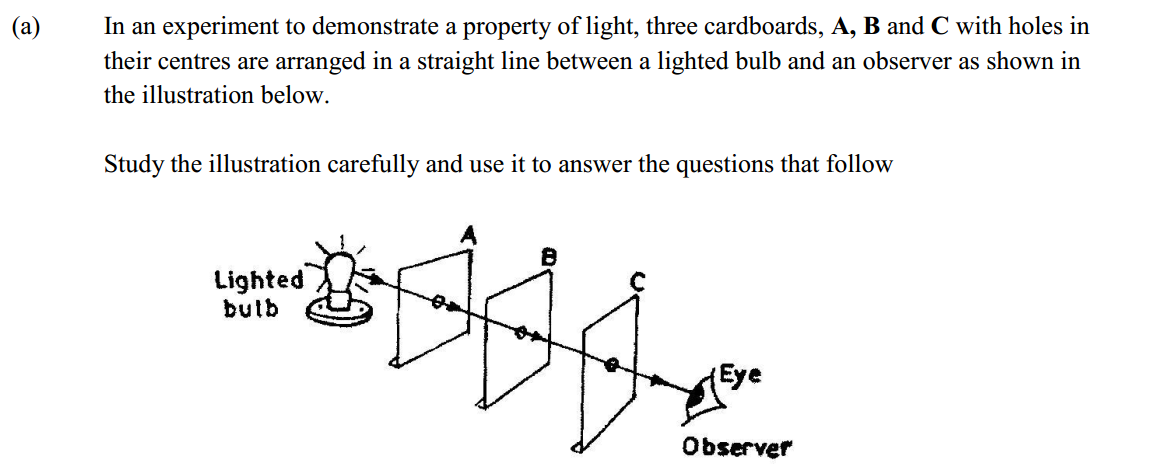 (a) In an experiment to demonstrate a property of light, three cardboards, A, B and C with holes in
their centres are arranged in a straight line between a lighted bulb and an observer as shown in
the illustration below.
Study the illustration carefully and use it to answer the questions that follow
A
B
C
Lighted
bulb
Eye
Observer